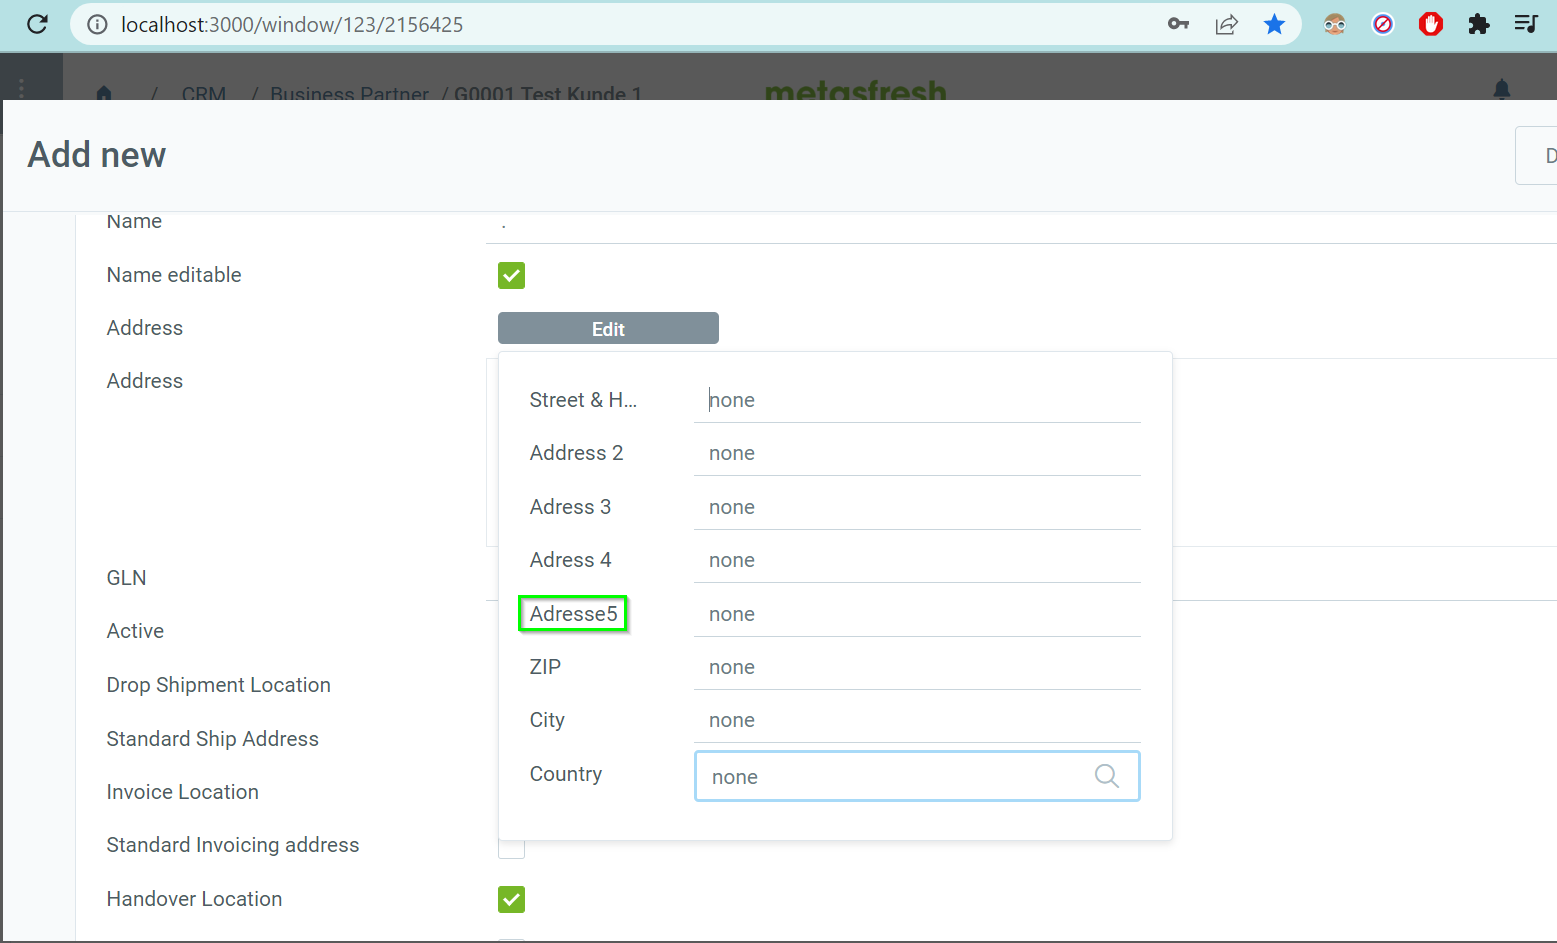 localhost:3000/window/123/2156425
/ CRM / Business Partner / G0001 Test Kunde 1
metasfresh
Add new
D
Name .
Name editable
Address Edit
Address
Street & H... none
Address 2 none
Adress 3 none
Adress 4 none
Adresse5 none
ZIP none
City none
Country none
GLN
Active
Drop Shipment Location
Standard Ship Address
Invoice Location
Standard Invoicing address
Handover Location